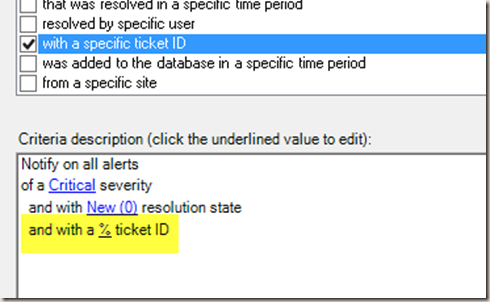 that was resolved in a specific time period
resolved by specific user
with a specific ticket ID
was added to the database in a specific time period
from a specific site
Criteria description (click the underlined value to edit):
Notify on all alerts
of a Critical severity
and with New (0) resolution state
and with a % ticket ID